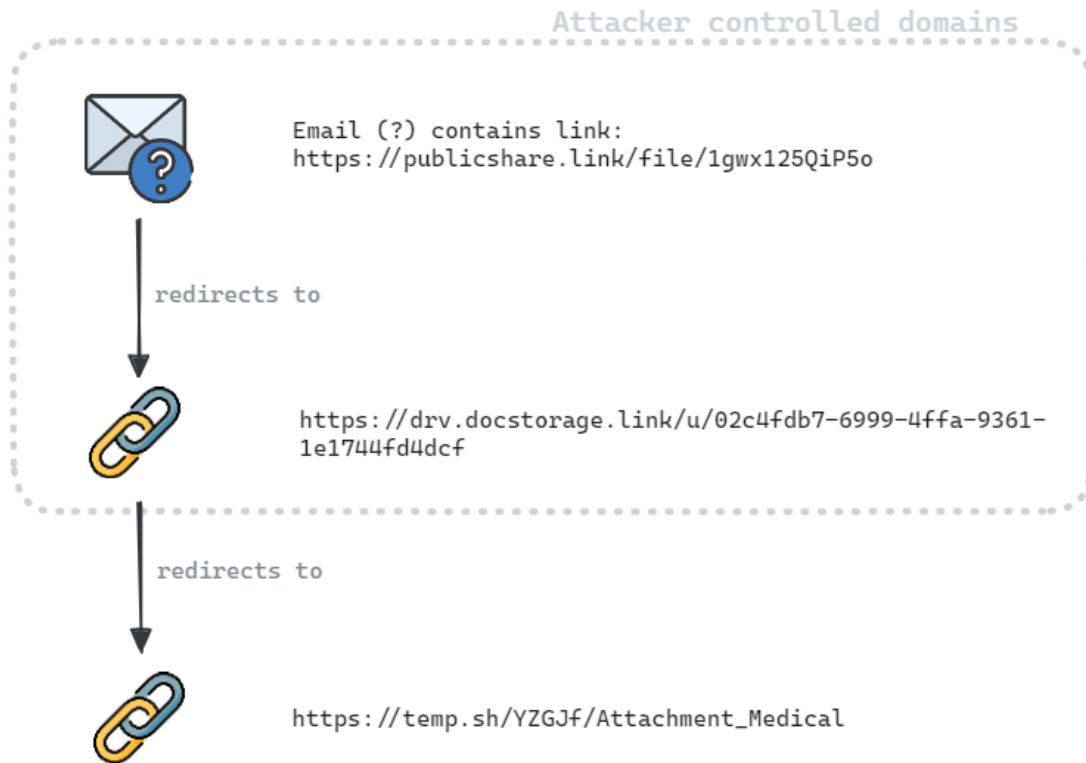 Attacker controlled domains
Email (?) contains link:
https://publicshare.link/file/1gwx125QiP5o
redirects to
https://drv.docstorage.link/u/02c4fdb7-6999-4ffa-9361-
1e1744fd4dcf
redirects to
https://temp.sh/YZGJf/Attachment_Medical